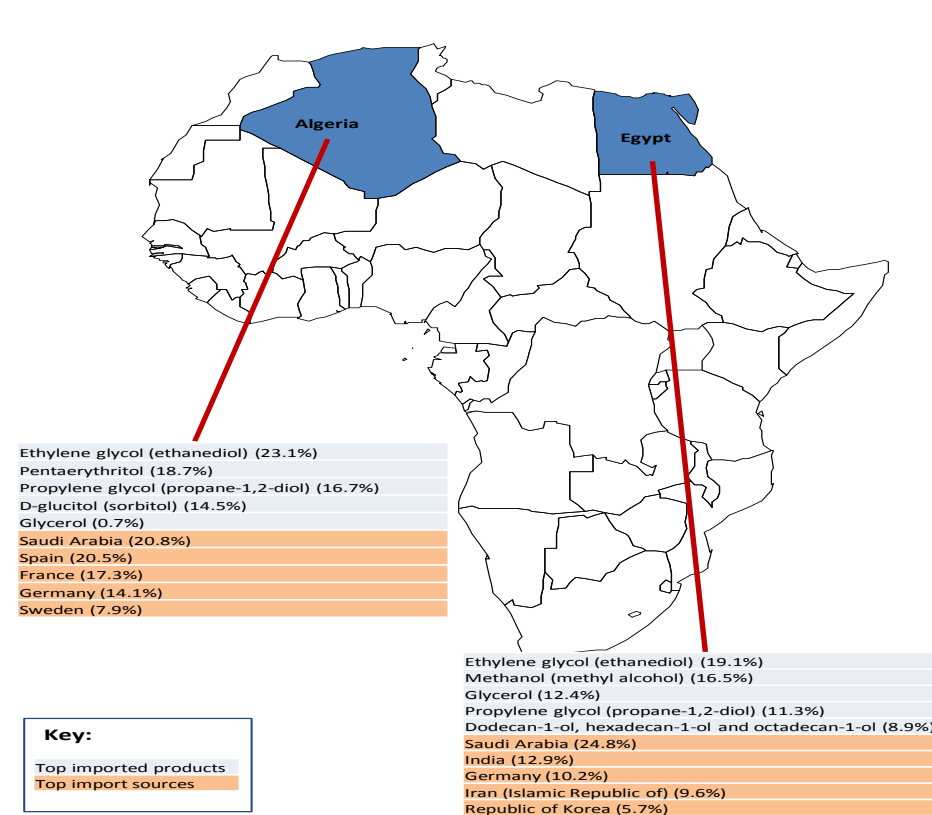 Algeria
Egypt
Ethylene glycol (ethanediol) (23.1%)
Pentaerythritol (18.7%)
Propylene glycol (propane-1,2-diol) (16.7%)
D-glucitol (sorbitol) (14.5%)
Glycerol (0.7%)
Saudi Arabia (20.8%)
Spain (20.5%)
France (17.3%)
Germany (14.1%)
Sweden (7.9%)
Ethylene glycol (ethanediol) (19.1%)
Methanol (methyl alcohol) (16.5%)
Glycerol (12.4%)
Propylene glycol (propane-1,2-diol) (11.3%)
Dodecan-1-ol, hexadecan-1-ol and octadecan-1-ol (8.9%)
Saudi Arabia (24.8%)
India (12.9%)
Germany (10.2%)
Iran (Islamic Republic of) (9.6%)
Republic of Korea (5.7%)
Key:
Top imported products
Top import sources